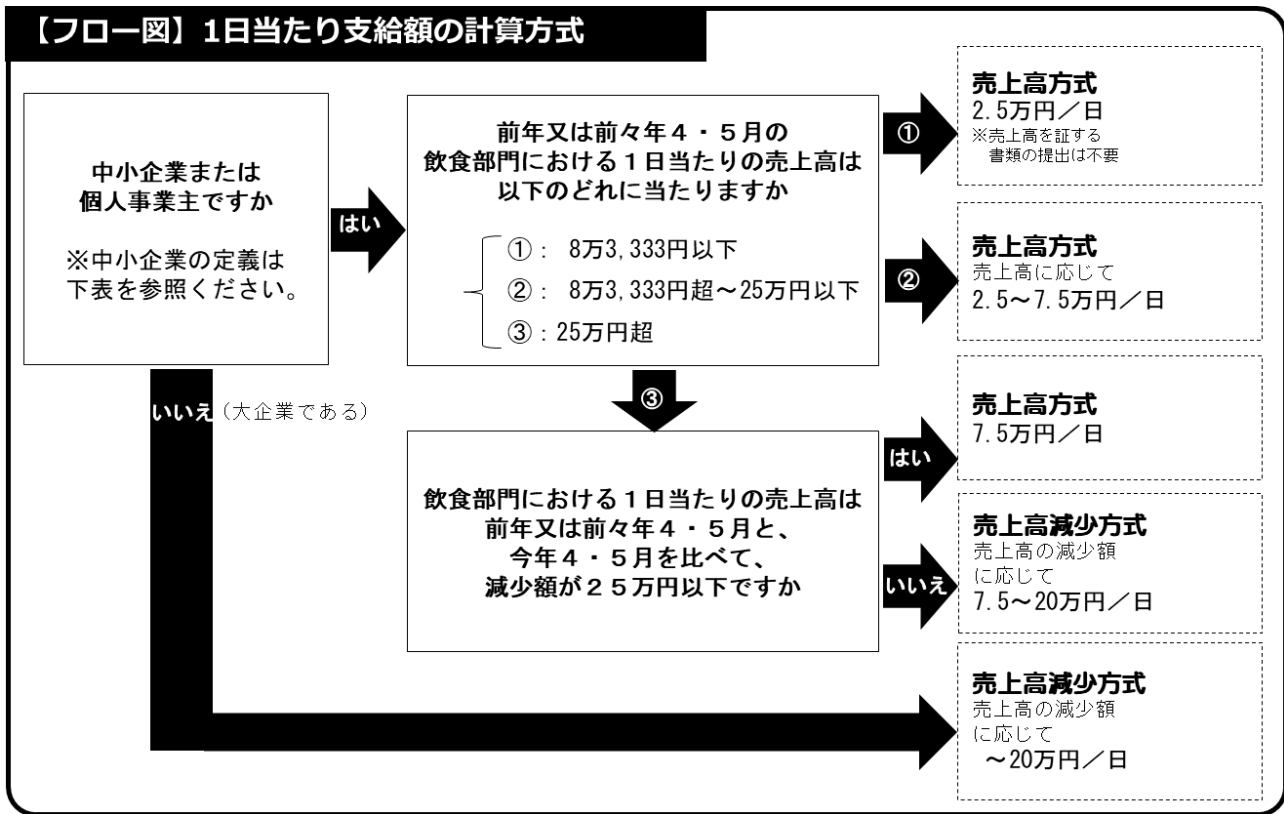 【フロー図】1日当たり支給額の計算方式
中小企業または
個人事業主ですか
※中小企業の定義は
下表を参照ください。
はい
前年又は前々年４・５月の
飲食部門における１日当たりの売上高は
以下のどれに当たりますか
①： 8万3,333円以下
②： 8万3,333円超～25万円以下
③：25万円超
①
売上高方式
2.5万円／日
※売上高を証する
書類の提出は不要
②
売上高方式
売上高に応じて
2.5～7.5万円／日
③
いいえ（大企業である）
飲食部門における１日当たりの売上高は
前年又は前々年４・５月と、
今年４・５月を比べて、
減少額が２５万円以下ですか
はい
売上高方式
7.5万円／日
いいえ
売上高減少方式
売上高の減少額
に応じて
7.5～20万円／日
売上高減少方式
売上高の減少額
に応じて
～20万円／日